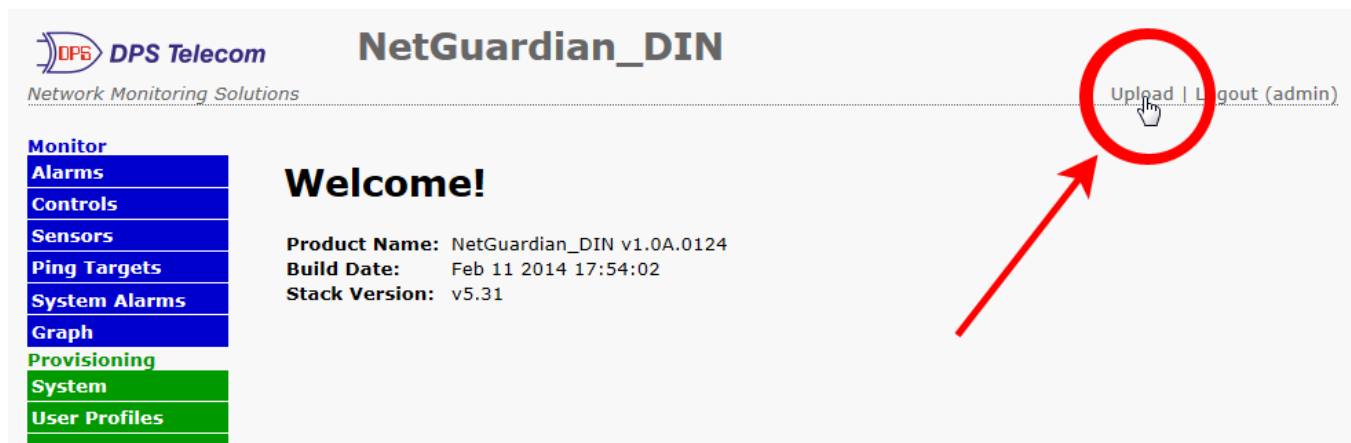 DPS DPS Telecom
NetGuardian_DIN
Network Monitoring Solutions
Upload | Logout (admin)
Monitor
Alarms
Controls
Sensors
Ping Targets
System Alarms
Graph
Provisioning
System
User Profiles
Welcome!
Product Name: NetGuardian_DIN v1.0A.0124
Build Date: Feb 11 2014 17:54:02
Stack Version: v5.31